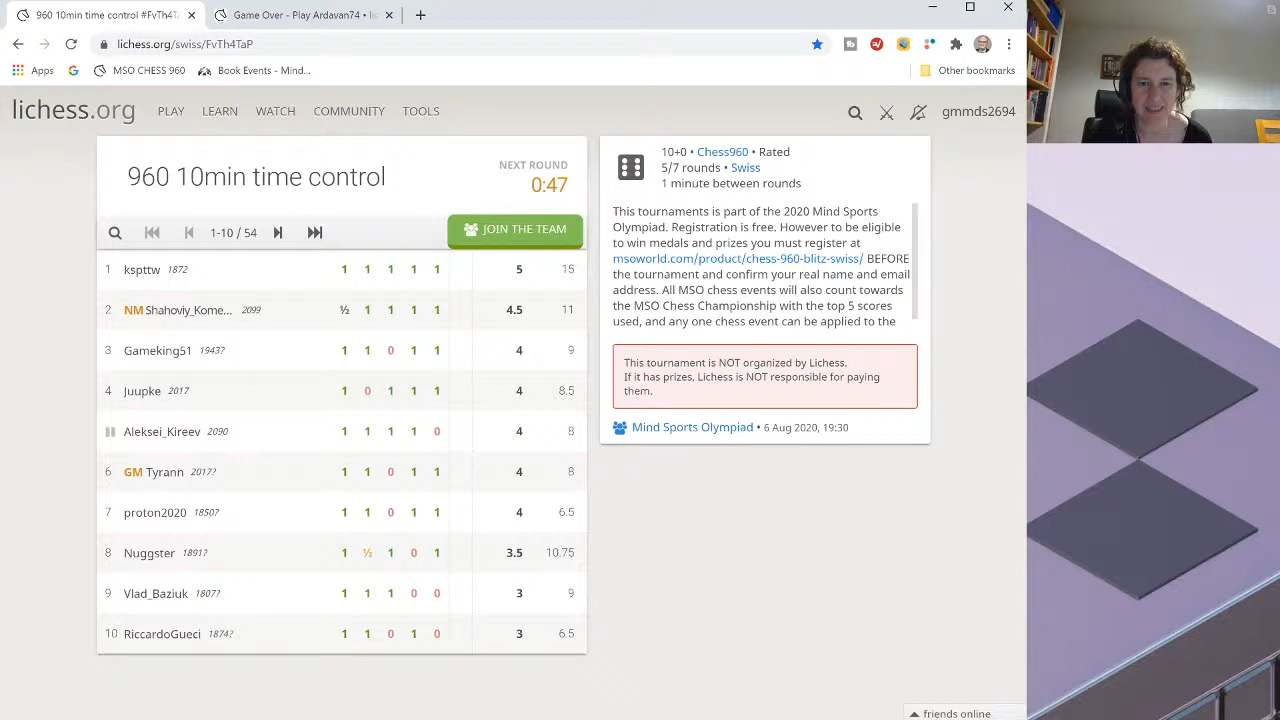 960 10min time control #FvTh4Ta
Game Over - Play Ardavan74 • lic
lichess.org/swiss/FvTh4TaP
Apps
MSO CHESS 960
Other bookmarks
lichess.org
PLAY LEARN WATCH COMMUNITY TOOLS
gmmds2694
960 10min time control
NEXT ROUND
0:47
1-10 / 54
JOIN THE TEAM
1 kspttw 1872 1 1 1 1 1 5 15
2 NM Shahoviy_Kome... 2099 ½ 1 1 1 1 4.5 11
3 Gameking51 1943? 1 1 0 1 1 4 9
4 Juupke 2017 1 0 1 1 1 4 8.5
Aleksei_Kireev 2090 1 1 1 1 0 4 8
6 GM Tyrann 2017? 1 1 0 1 1 4 8
7 proton2020 1850? 1 1 0 1 1 4 6.5
8 Nuggster 1891? 1 ½ 1 0 1 3.5 10.75
9 Vlad_Baziuk 1807? 1 1 1 0 0 3 9
10 RiccardoGueci 1874? 1 1 0 1 0 3 6.5
10+0 • Chess960 • Rated
5/7 rounds • Swiss
1 minute between rounds
This tournaments is part of the 2020 Mind Sports
Olympiad. Registration is free. However to be eligible
to win medals and prizes you must register at
msoworld.com/product/chess-960-blitz-swiss/ BEFORE
the tournament and confirm your real name and email
address. All MSO chess events will also count towards
the MSO Chess Championship with the top 5 scores
used, and any one chess event can be applied to the
This tournament is NOT organized by Lichess.
If it has prizes, Lichess is NOT responsible for paying
them.
Mind Sports Olympiad • 6 Aug 2020, 19:30
friends online